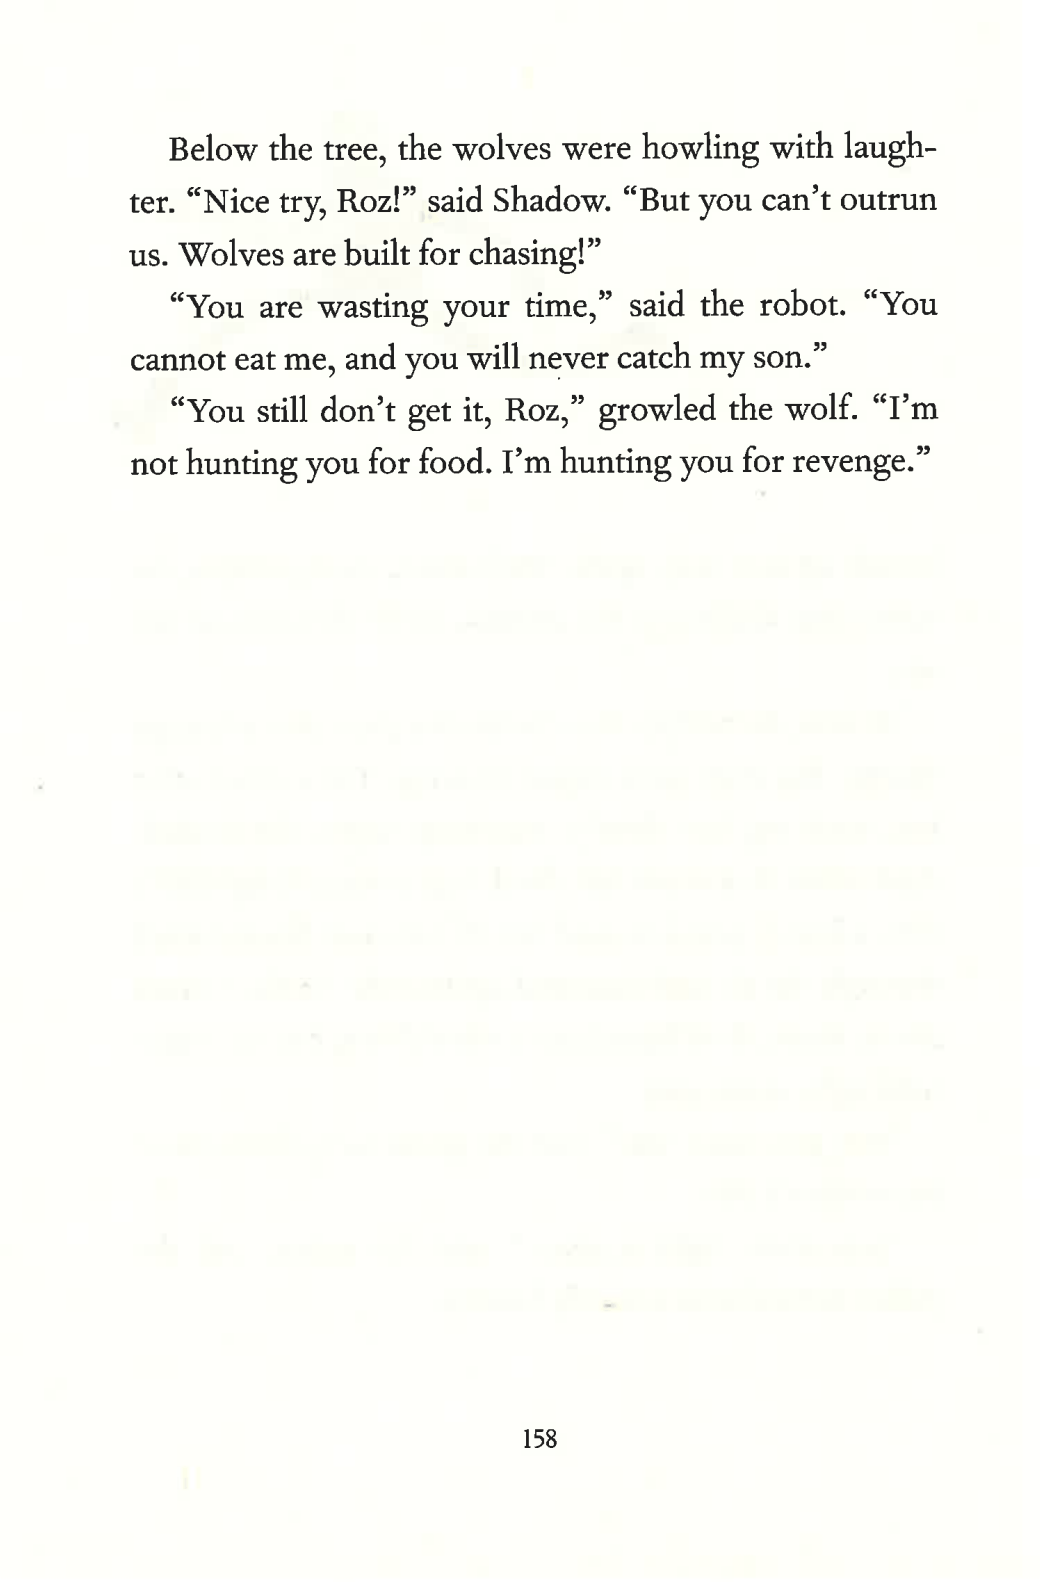 Below the tree, the wolves were howling with laugh-
ter. “Nice try, Roz!” said Shadow. “But you can’t outrun
us. Wolves are built for chasing!”
“You are wasting your time,” said the robot. “You
cannot eat me, and you will never catch my son.”
“You still don’t get it, Roz,” growled the wolf. “I’m
not hunting you for food. I’m hunting you for revenge.”
158